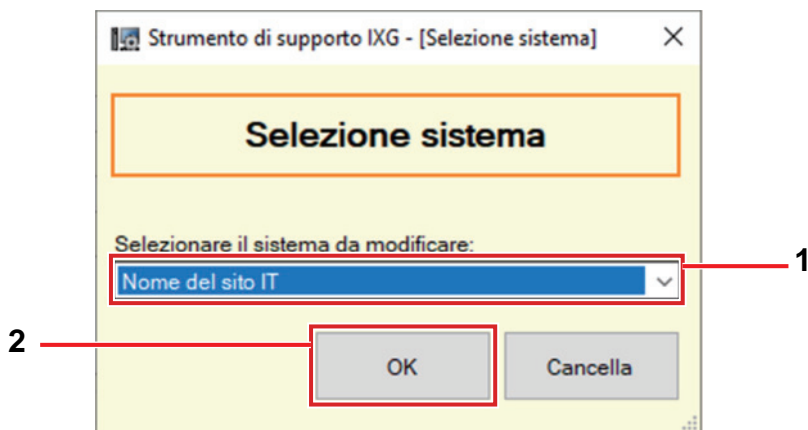 Strumento di supporto IXG - [Selezione sistema]
Selezione sistema
Selezionare il sistema da modificare:
Nome del sito IT
1
2
OK
Cancella